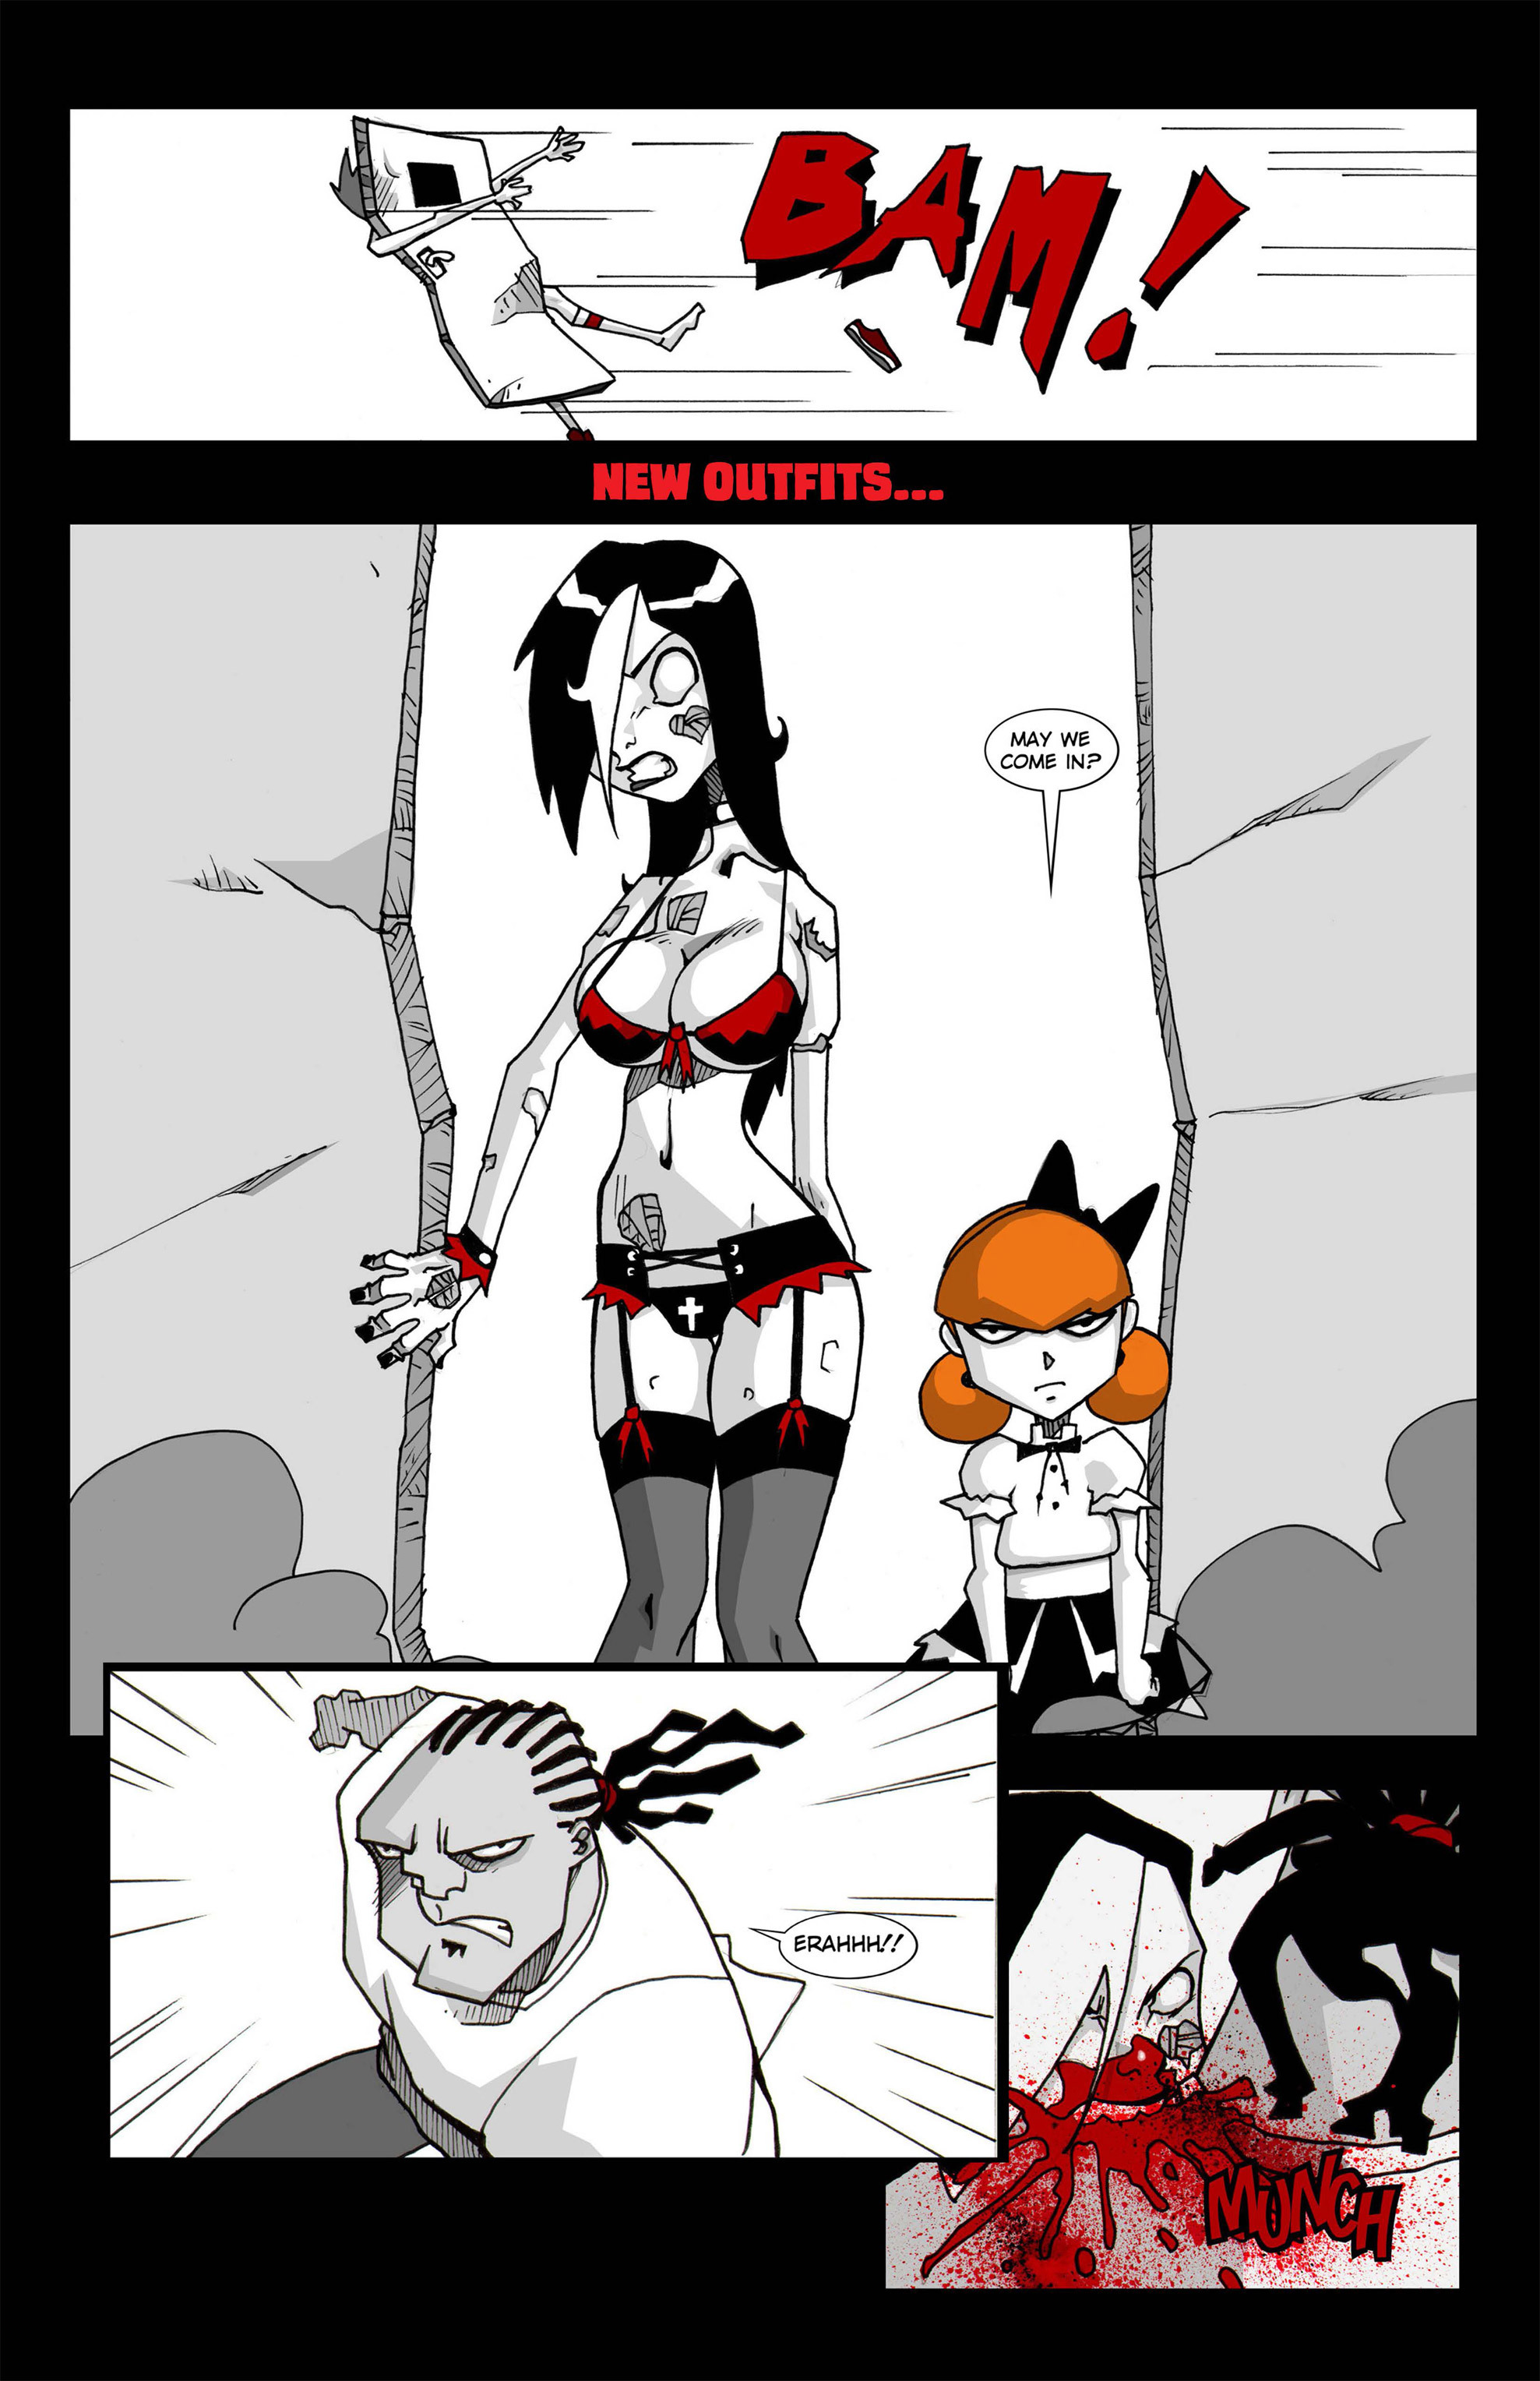 BAM!
NEW OUTFITS....
MAY WE
COME IN?
ERAHHH!!
MUNCH